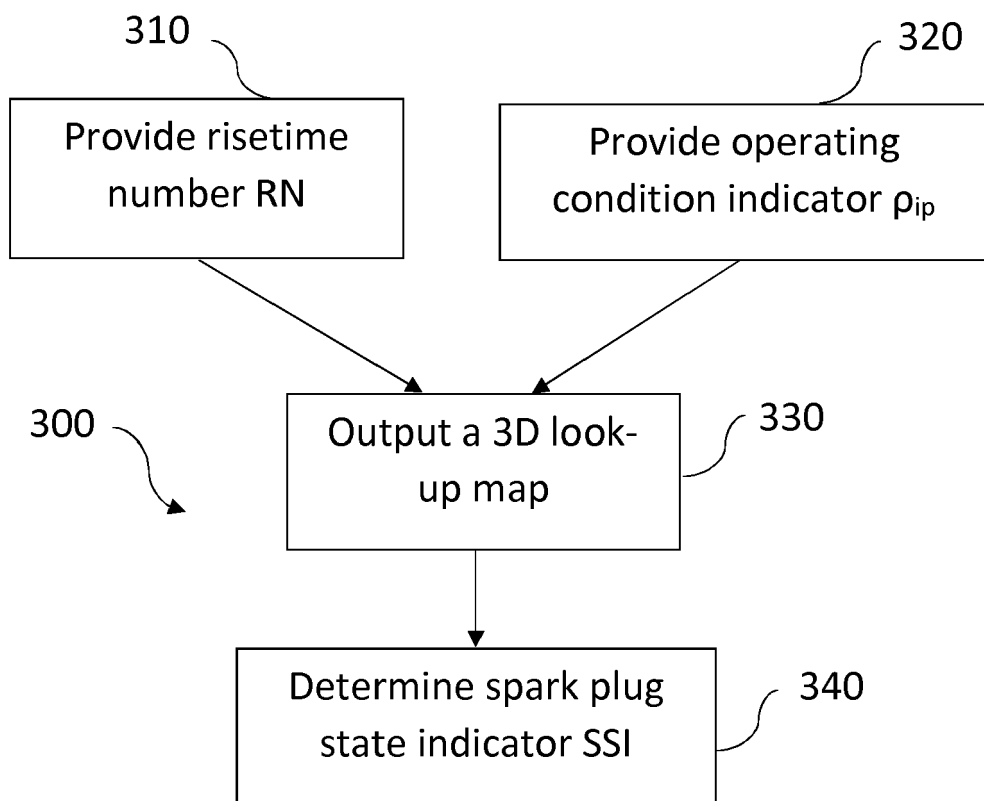 310
320
Provide risetime
number RN
Provide operating
condition indicator ρip
300
Output a 3D look-
up map
330
Determine spark plug
state indicator SSI
340